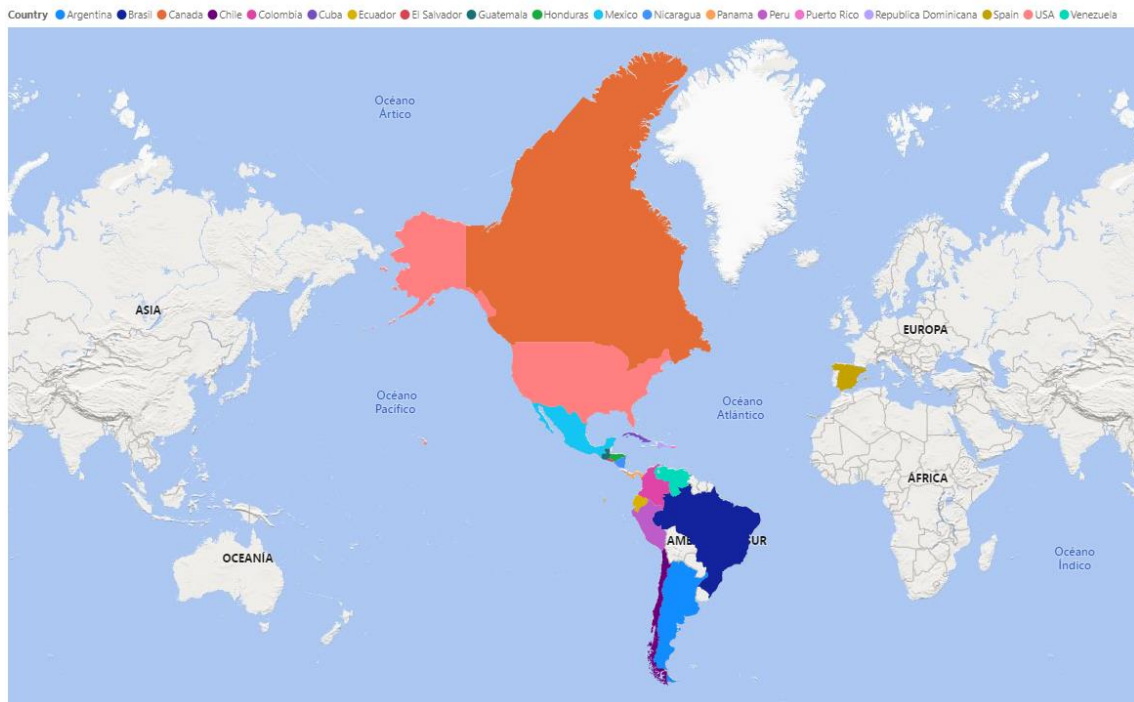 Country Argentina Brasil Canada Chile Colombia Cuba Ecuador El Salvador Guatemala Honduras Mexico Nicaragua Panama Peru Puerto Rico Republica Dominicana Spain USA Venezuela
Océano
Ártico
ASIA
EUROPA
Océano
Pacífico
Océano
Atlántico
ÁFRICA
OCEANÍA
AME
SUR
Océano
Índico